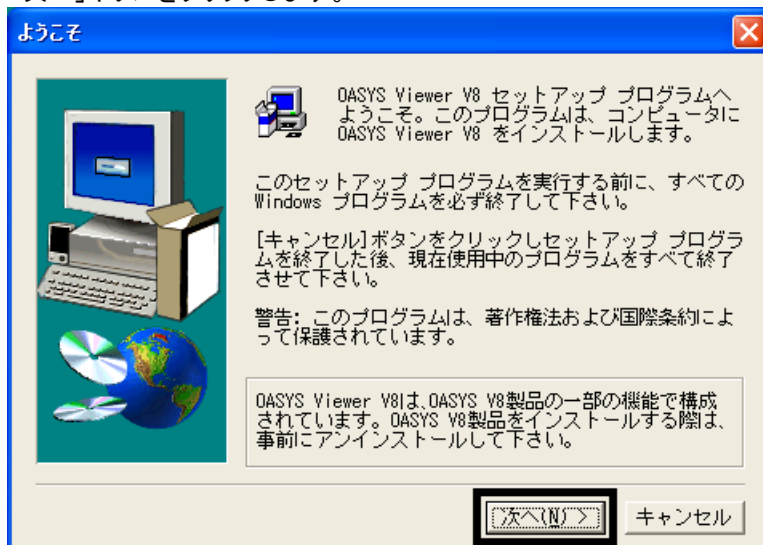 ようこそ
OASYS Viewer V8 セットアップ プログラムへ
ようこそ。このプログラムは、コンピュータに
OASYS Viewer V8 をインストールします。
このセットアップ プログラムを実行する前に、すべての
Windows プログラムを必ず終了して下さい。
[キャンセル]ボタンをクリックしセットアップ プログラ
ムを終了した後、現在使用中のプログラムをすべて終了
させて下さい。
警告: このプログラムは、著作権法および国際条約によ
って保護されています。
OASYS Viewer V8は、OASYS V8製品の一部の機能で構成
されています。OASYS V8製品をインストールする際は、
事前にアンインストールして下さい。
次へ(N) >
キャンセル